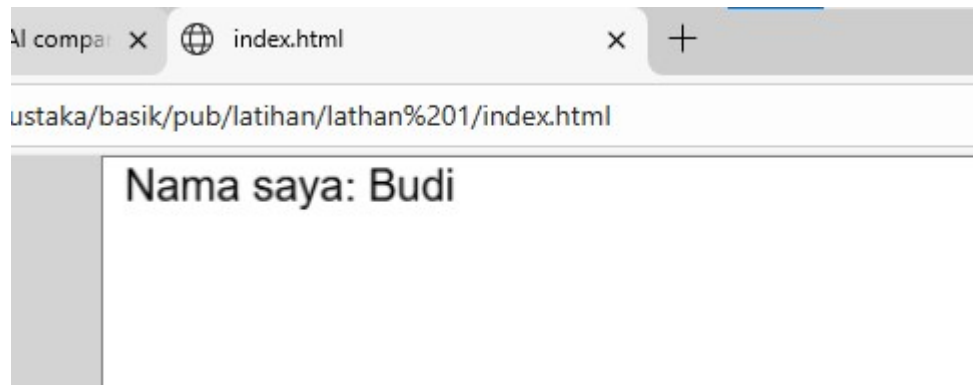 AI compa
index.html
ustaka/basik/pub/latihan/lathan%201/index.html
Nama saya: Budi